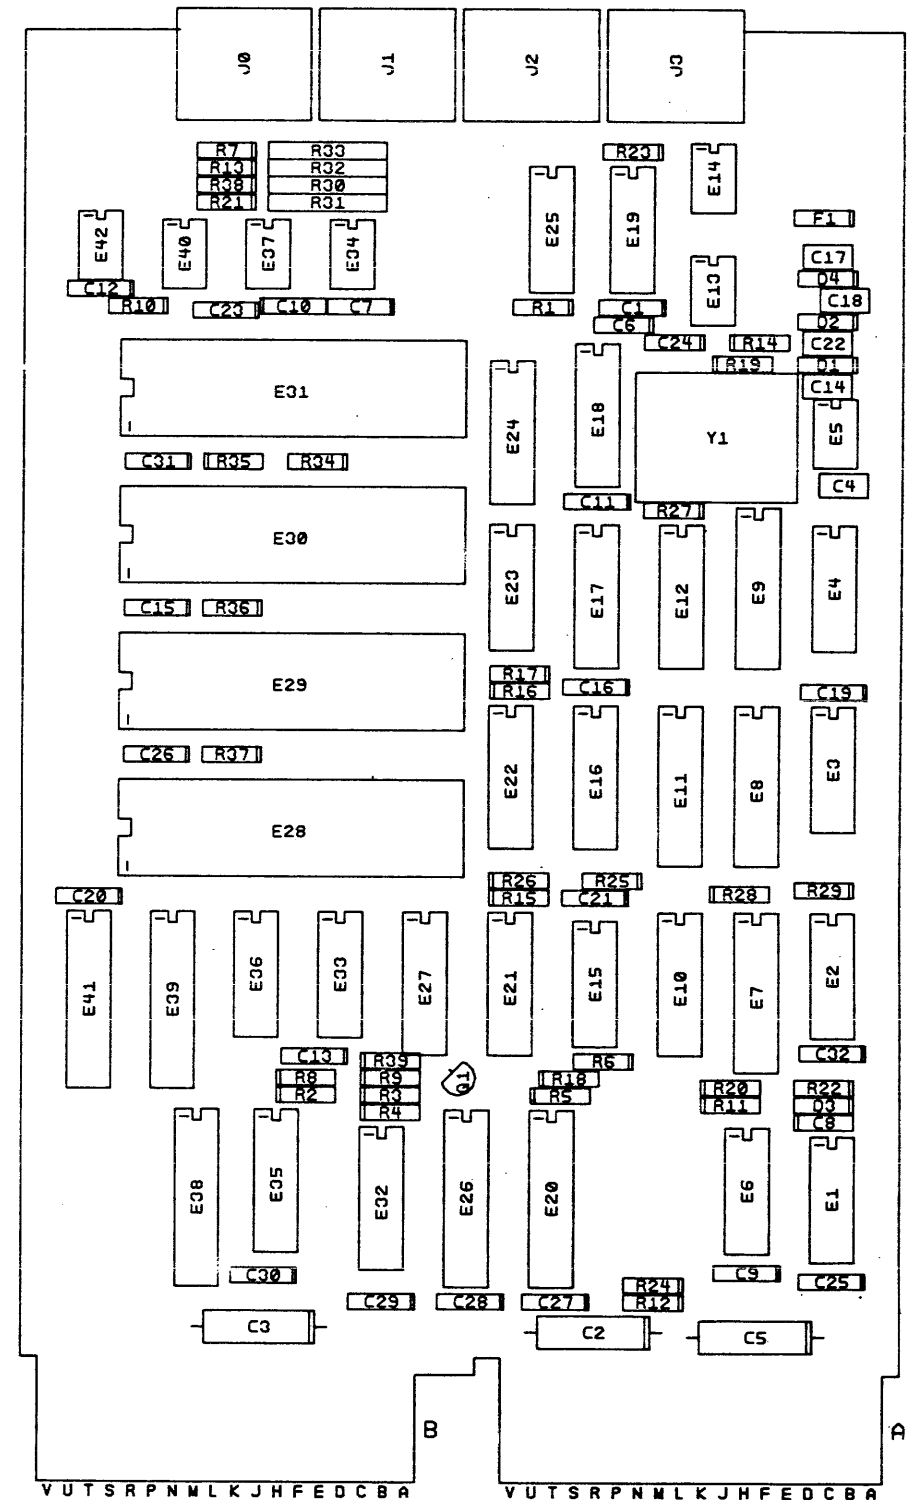 J0 J1 J2 J3
R7 R33 R23
R13 R32 E14
R38 R30
R21 R31
E42 E40 E37 E34 E25 E19 F1
C17
C12 E13 D4
R10 C23 C10 C7 R1 C1 C18
C6 D2
C24 R14 C22
R19 D1
E31 C14
E24 E18 Y1 E5
C31 R35 R34
C4
C11
R27
E30
E23 E17 E12 E9 E4
C15 R36
R17
E29 R16 C16 C19
C26 R37
E22 E16 E11 E8 E3
E28
R26 R25
C20 R15 C21 R28 R29
E41 E39 E36 E33 E27 E21 E15 E10 E7 E2
C13 R39 R6 C32
R8 R9 Q1 R18
R2 R3 R5 R20 R22
R4 R11 D3
C8
E38 E35 E32 E26 E20 E6 E1
C30 C9 C25
R24
C29 C28 C27 R12
C3 C2 C5
B A
V U T S R P N M L K J H F E D C B A V U T S R P N M L K J H F E D C B A